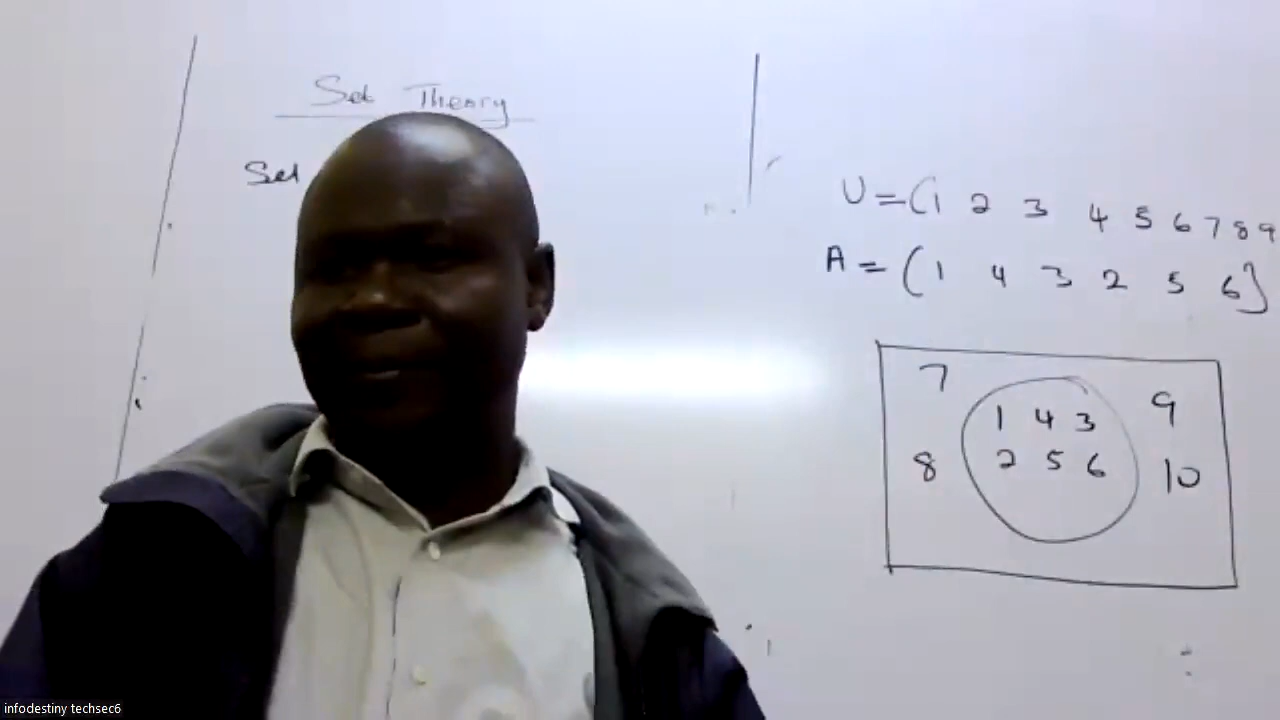 Set Theory
Set
U = (1 2 3 4 5 6 7 8 9
A = (1 4 3 2 5 6}
7 9
1 4 3
8 2 5 6 10
infodestiny techsec6